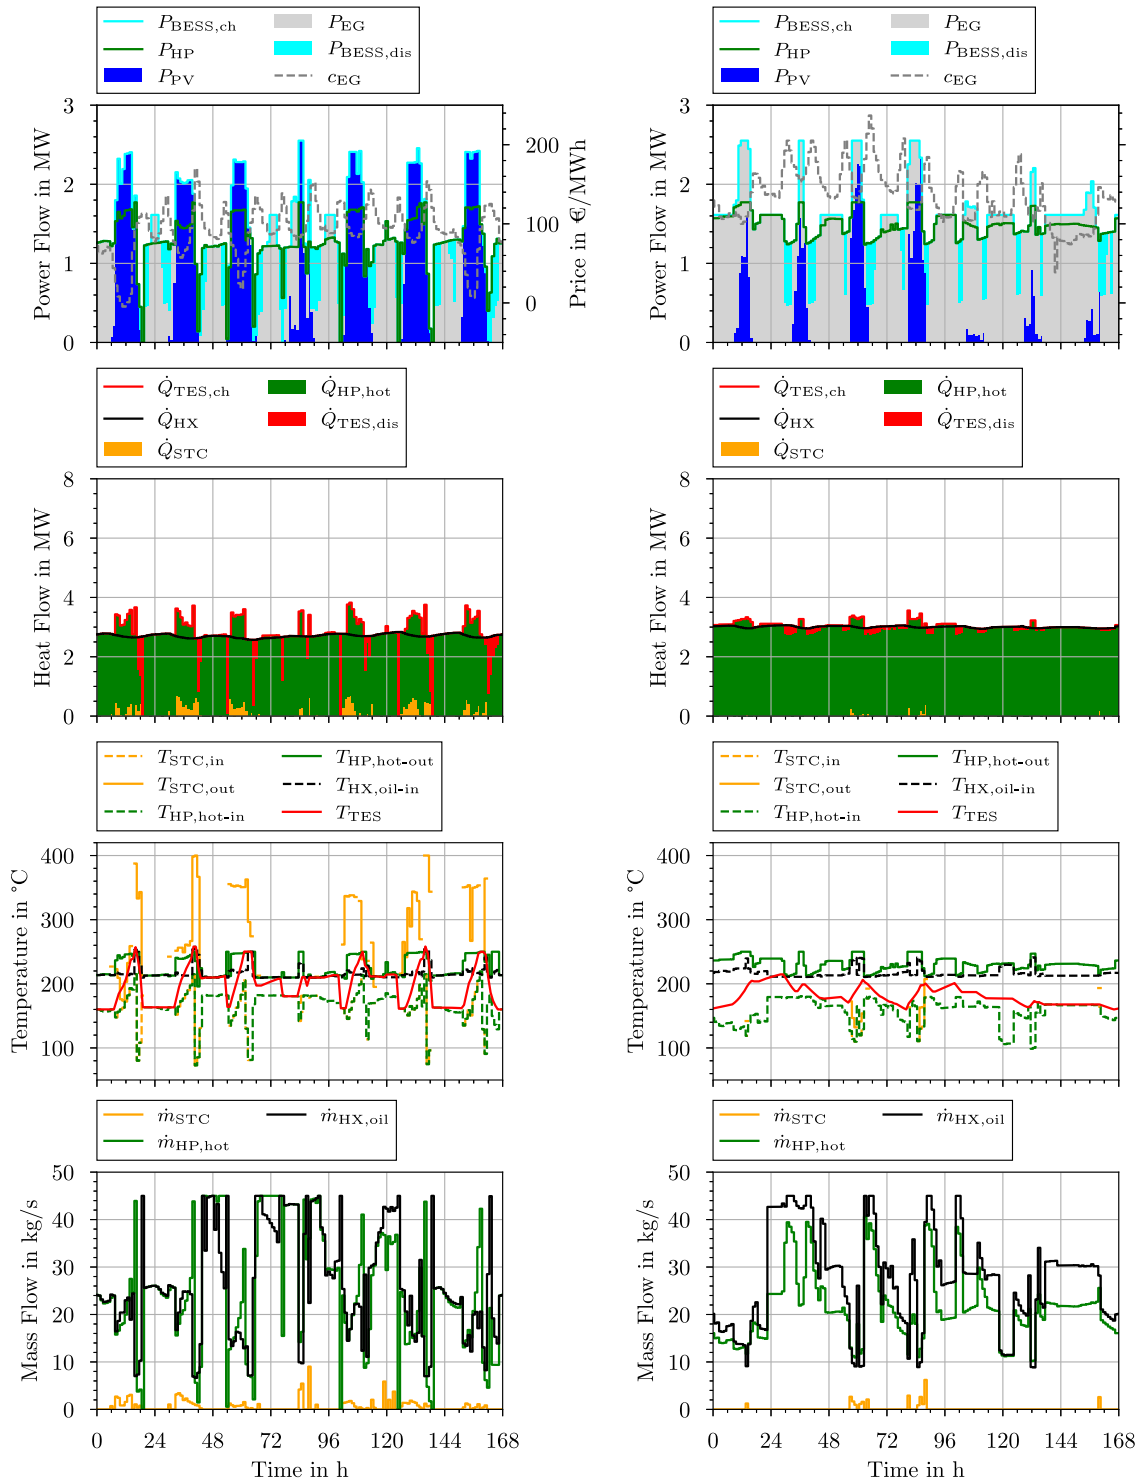 P_BESS,ch P_EG
P_HP P_BESS,dis
P_PV c_EG
P_BESS,ch P_EG
P_HP P_BESS,dis
P_PV c_EG
Power Flow in MW
3
2
1
0
200
100
0
Price in €/MWh
Power Flow in MW
3
2
1
0
Q̇_TES,ch Q̇_HP,hot
Q̇_HX Q̇_TES,dis
Q̇_STC
Q̇_TES,ch Q̇_HP,hot
Q̇_HX Q̇_TES,dis
Q̇_STC
Heat Flow in MW
8
6
4
2
0
Heat Flow in MW
8
6
4
2
0
T_STC,in T_HP,hot-out
T_STC,out T_HX,oil-in
T_HP,hot-in T_TES
T_STC,in T_HP,hot-out
T_STC,out T_HX,oil-in
T_HP,hot-in T_TES
Temperature in °C
400
300
200
100
Temperature in °C
400
300
200
100
ṁ_STC ṁ_HX,oil
ṁ_HP,hot
ṁ_STC ṁ_HX,oil
ṁ_HP,hot
Mass Flow in kg/s
50
40
30
20
10
0
0 24 48 72 96 120 144 168
Time in h
Mass Flow in kg/s
50
40
30
20
10
0
0 24 48 72 96 120 144 168
Time in h